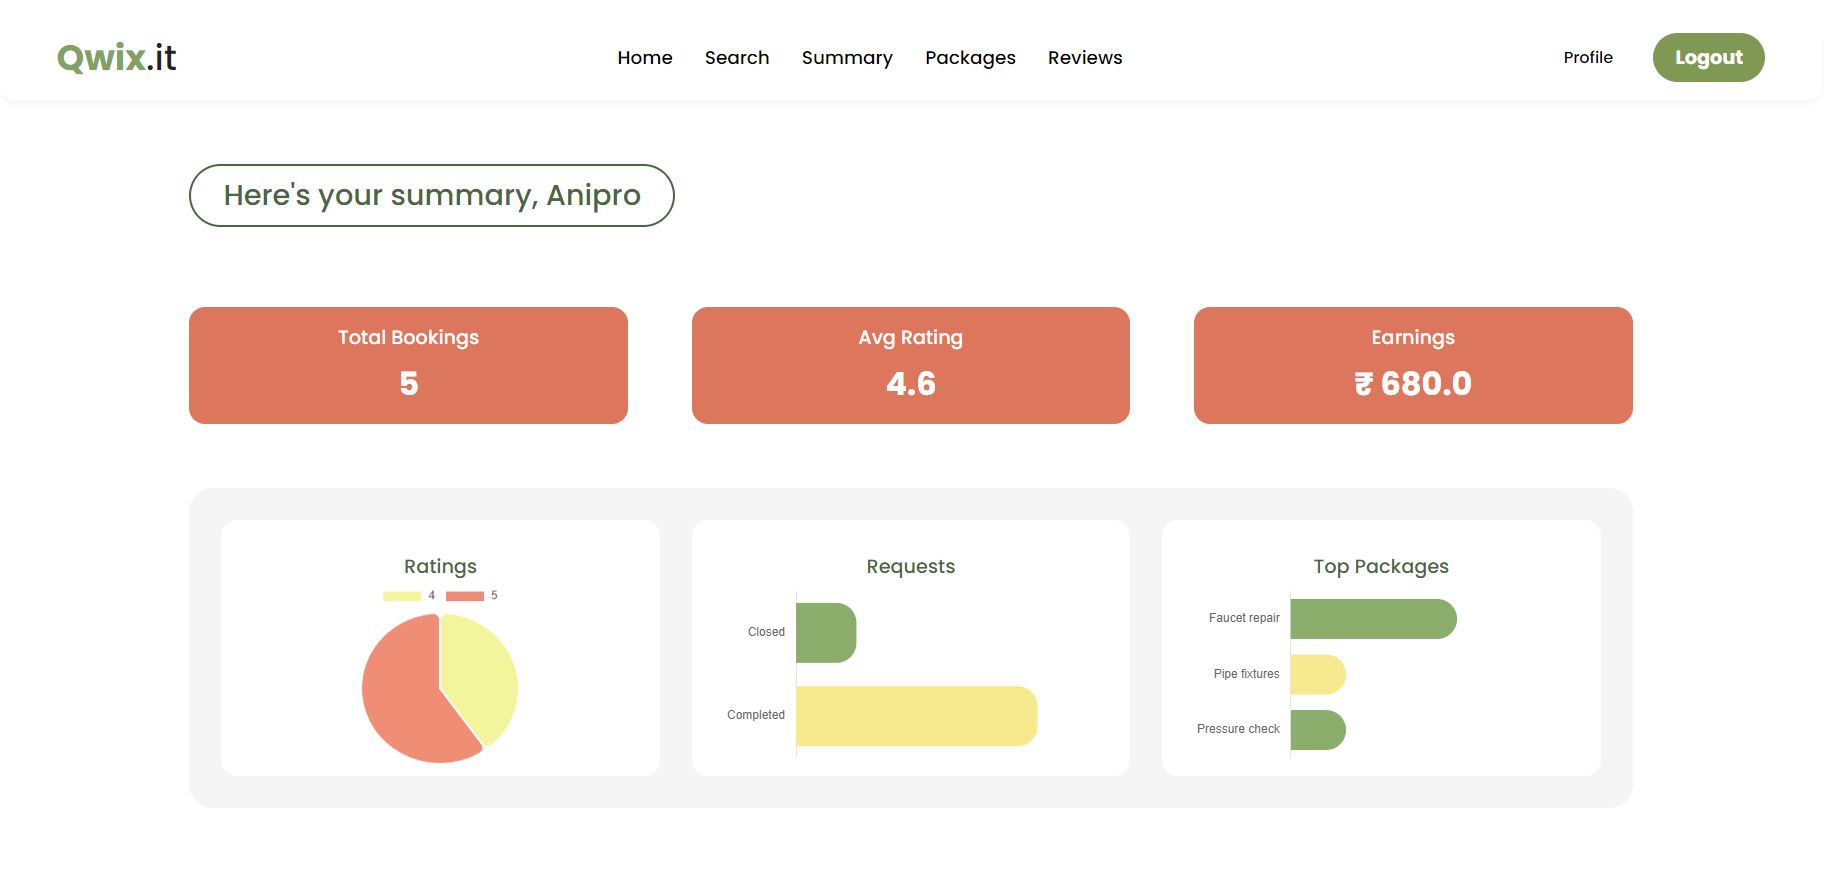 Qwix.it
Home Search Summary Packages Reviews
Profile Logout
Here's your summary, Anipro
Total Bookings
5
Avg Rating
4.6
Earnings
₹ 680.0
Ratings
4 5
Requests
Closed
Completed
Top Packages
Faucet repair
Pipe fixtures
Pressure check